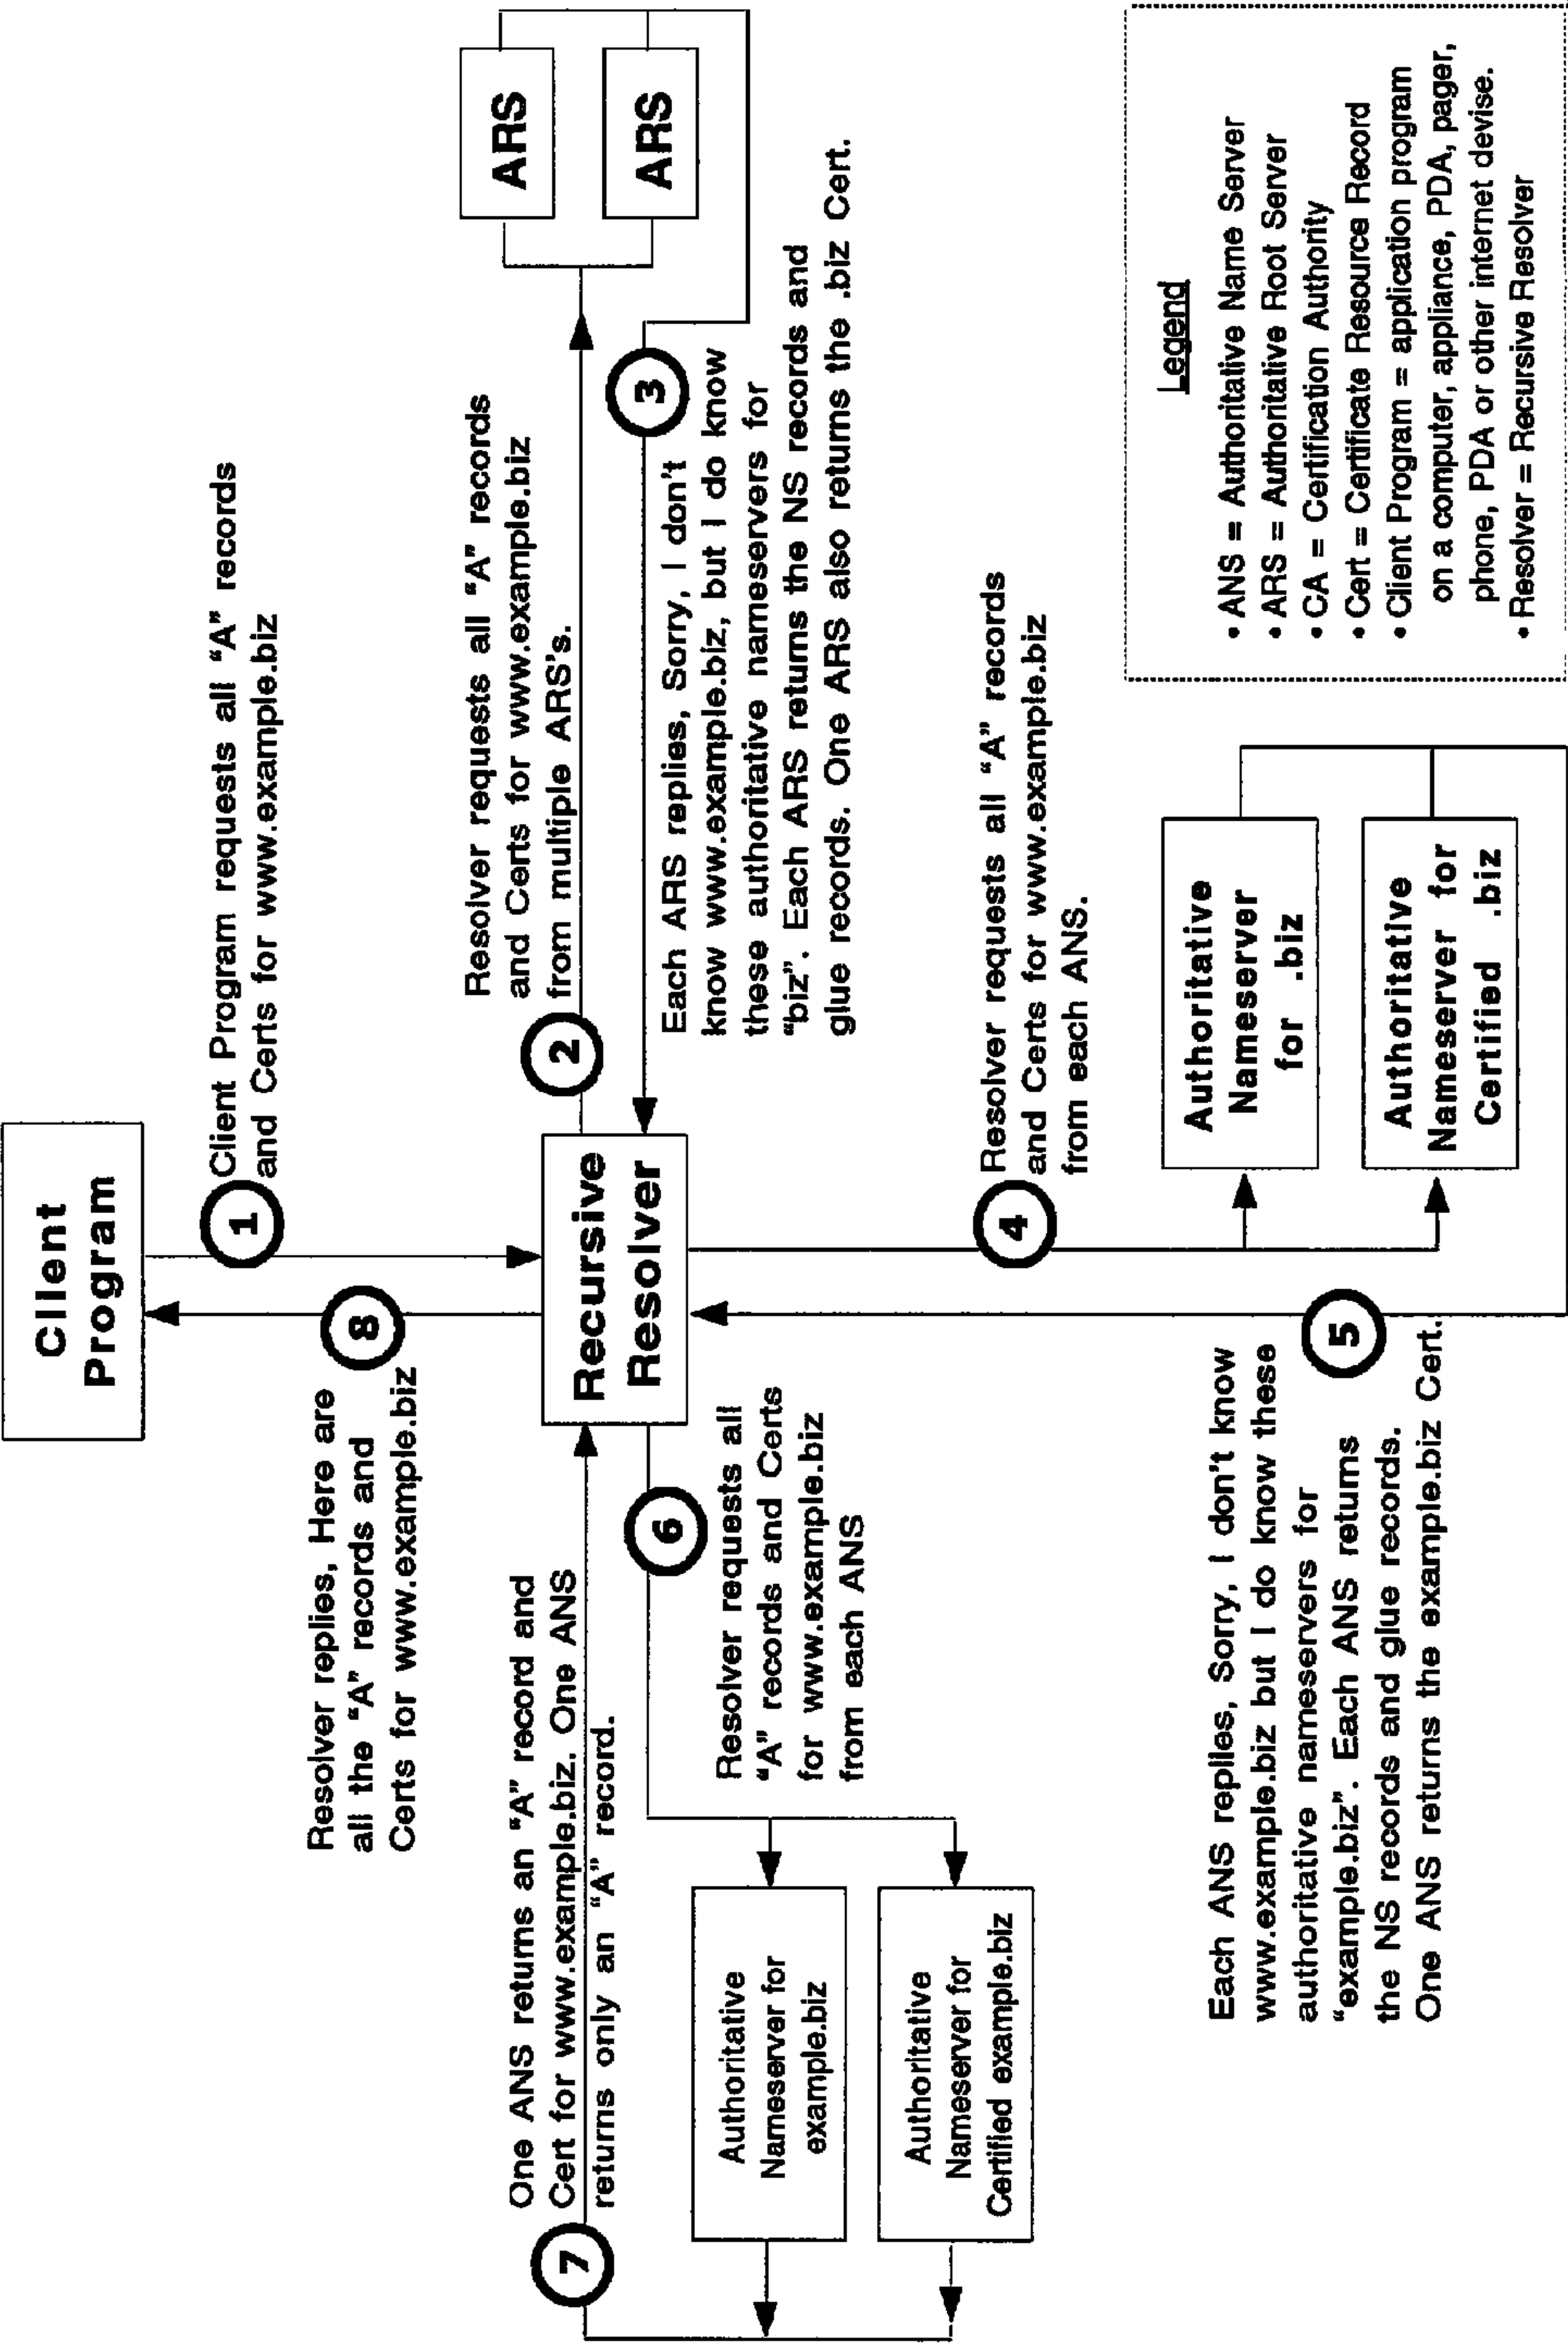 Client
Program
1
Client Program requests all “A” records
and Certs for www.example.biz
8
Resolver replies, Here are
all the “A” records and
Certs for www.example.biz
Recursive
Resolver
2
Resolver requests all “A” records
and Certs for www.example.biz
from multiple ARS's.
ARS
ARS
3
Each ARS replies, Sorry, I don't
know www.example.biz, but I do know
these authoritative nameservers for
“biz”. Each ARS returns the NS records and
glue records. One ARS also returns the .biz Cert.
4
Resolver requests all “A” records
and Certs for www.example.biz
from each ANS.
Authoritative
Nameserver
for .biz
Authoritative
Nameserver for
Certified .biz
5
Each ANS replies, Sorry, I don't know
www.example.biz but I do know these
authoritative nameservers for
“example.biz”. Each ANS returns
the NS records and glue records.
One ANS returns the example.biz Cert.
6
Resolver requests all
“A” records and Certs
for www.example.biz
from each ANS
Authoritative
Nameserver for
example.biz
Authoritative
Nameserver for
Certified example.biz
7
One ANS returns an “A” record and
Cert for www.example.biz. One ANS
returns only an “A” record.
Legend
• ANS = Authoritative Name Server
• ARS = Authoritative Root Server
• CA = Certification Authority
• Cert = Certificate Resource Record
• Client Program = application program
on a computer, appliance, PDA, pager,
phone, PDA or other internet devise.
• Resolver = Recursive Resolver